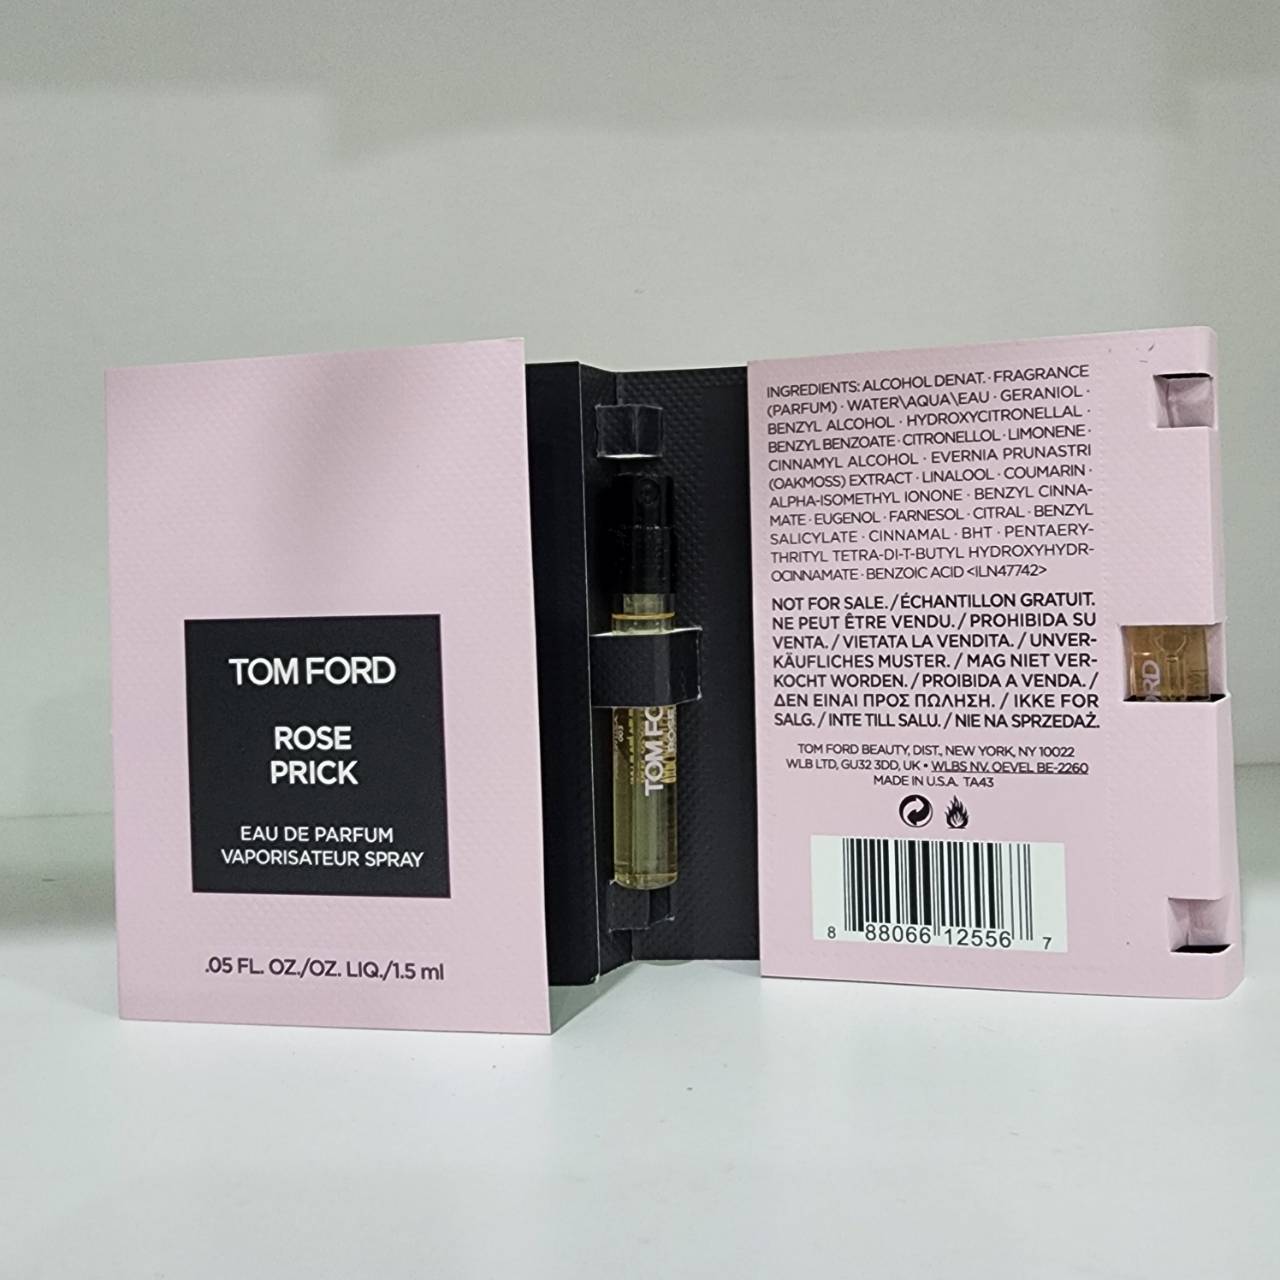 TOM FORD
ROSE
PRICK
EAU DE PARFUM
VAPORISATEUR SPRAY
.05 FL. OZ./OZ. LIQ./1.5 ml
TOM FO
INGREDIENTS: ALCOHOL DENAT. · FRAGRANCE
(PARFUM) · WATER\AQUA\EAU · GERANIOL ·
BENZYL ALCOHOL · HYDROXYCITRONELLAL ·
BENZYL BENZOATE · CITRONELLOL · LIMONENE ·
CINNAMYL ALCOHOL · EVERNIA PRUNASTRI
(OAKMOSS) EXTRACT · LINALOOL · COUMARIN ·
ALPHA-ISOMETHYL IONONE · BENZYL CINNA-
MATE · EUGENOL · FARNESOL · CITRAL · BENZYL
SALICYLATE · CINNAMAL · BHT · PENTAERY-
THRITYL TETRA-DI-T-BUTYL HYDROXYHYDR-
OCINNAMATE · BENZOIC ACID <ILN47742>
NOT FOR SALE. / ÉCHANTILLON GRATUIT.
NE PEUT ÊTRE VENDU. / PROHIBIDA SU
VENTA. / VIETATA LA VENDITA. / UNVER-
KÄUFLICHES MUSTER. / MAG NIET VER-
KOCHT WORDEN. / PROIBIDA A VENDA. /
ΔΕΝ ΕΙΝΑΙ ΠΡΟΣ ΠΩΛΗΣΗ. / IKKE FOR
SALG. / INTE TILL SALU. / NIE NA SPRZEDAŻ.
TOM FORD BEAUTY, DIST., NEW YORK, NY 10022
WLB LTD, GU32 3DD, UK • WLBS NV. OEVEL BE-2260
MADE IN U.S.A. TA43
8 88066 12556 7
ORD